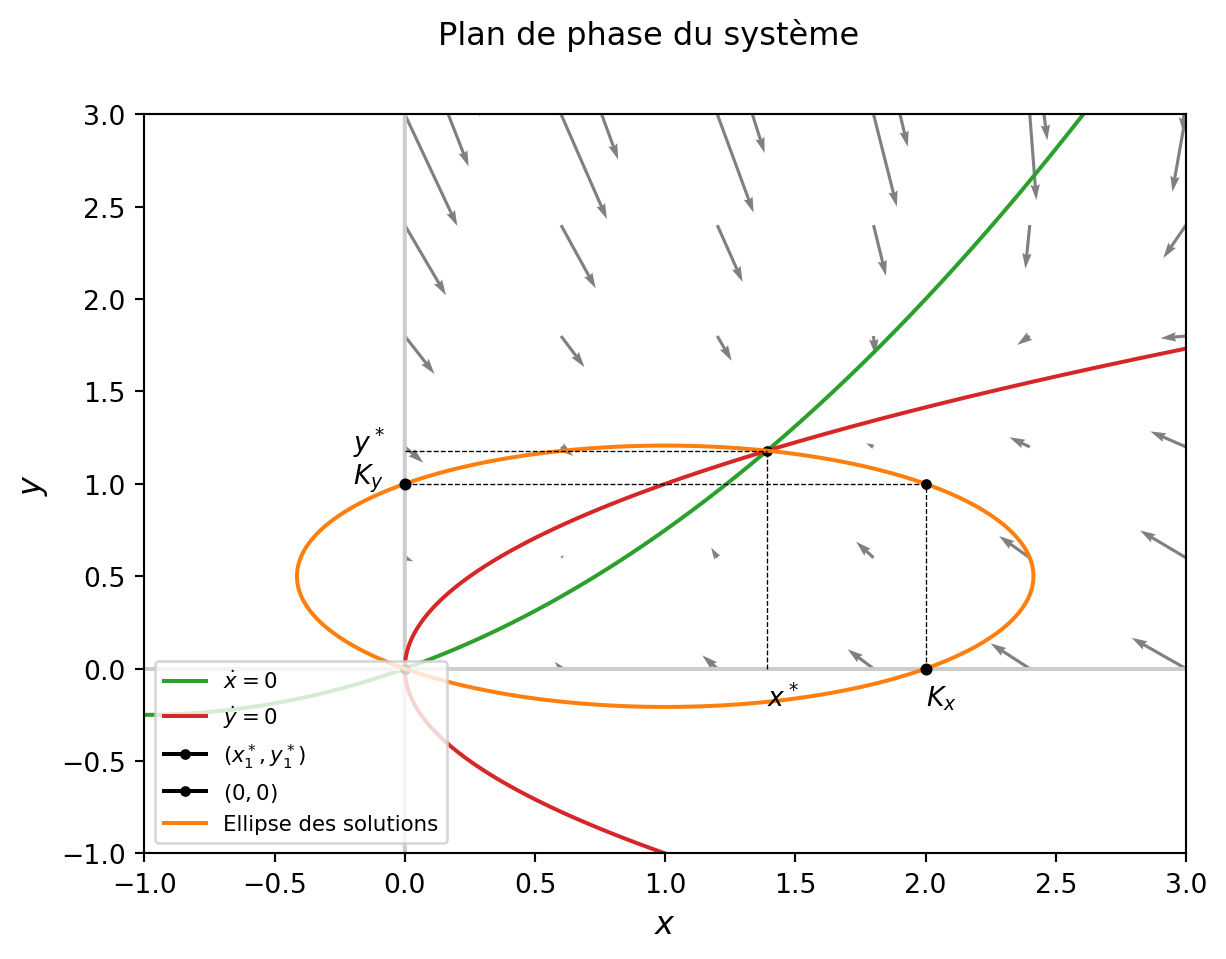 Plan de phase du système
3.0
2.5
2.0
1.5
1.0
0.5
0.0
−0.5
−1.0
y
y*
K_y
x*
K_x
ẋ = 0
ẏ = 0
(x₁*, y₁*)
(0, 0)
Ellipse des solutions
−1.0 −0.5 0.0 0.5 1.0 1.5 2.0 2.5 3.0
x